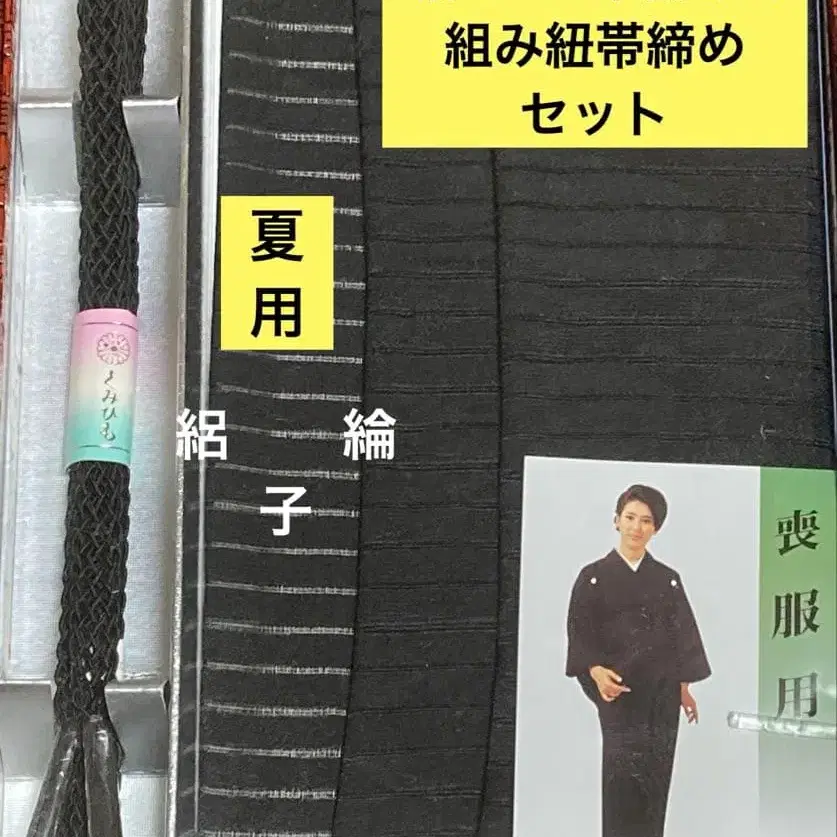 組み紐帯締め
セット
夏用
絽綸子
くみひも
喪服用